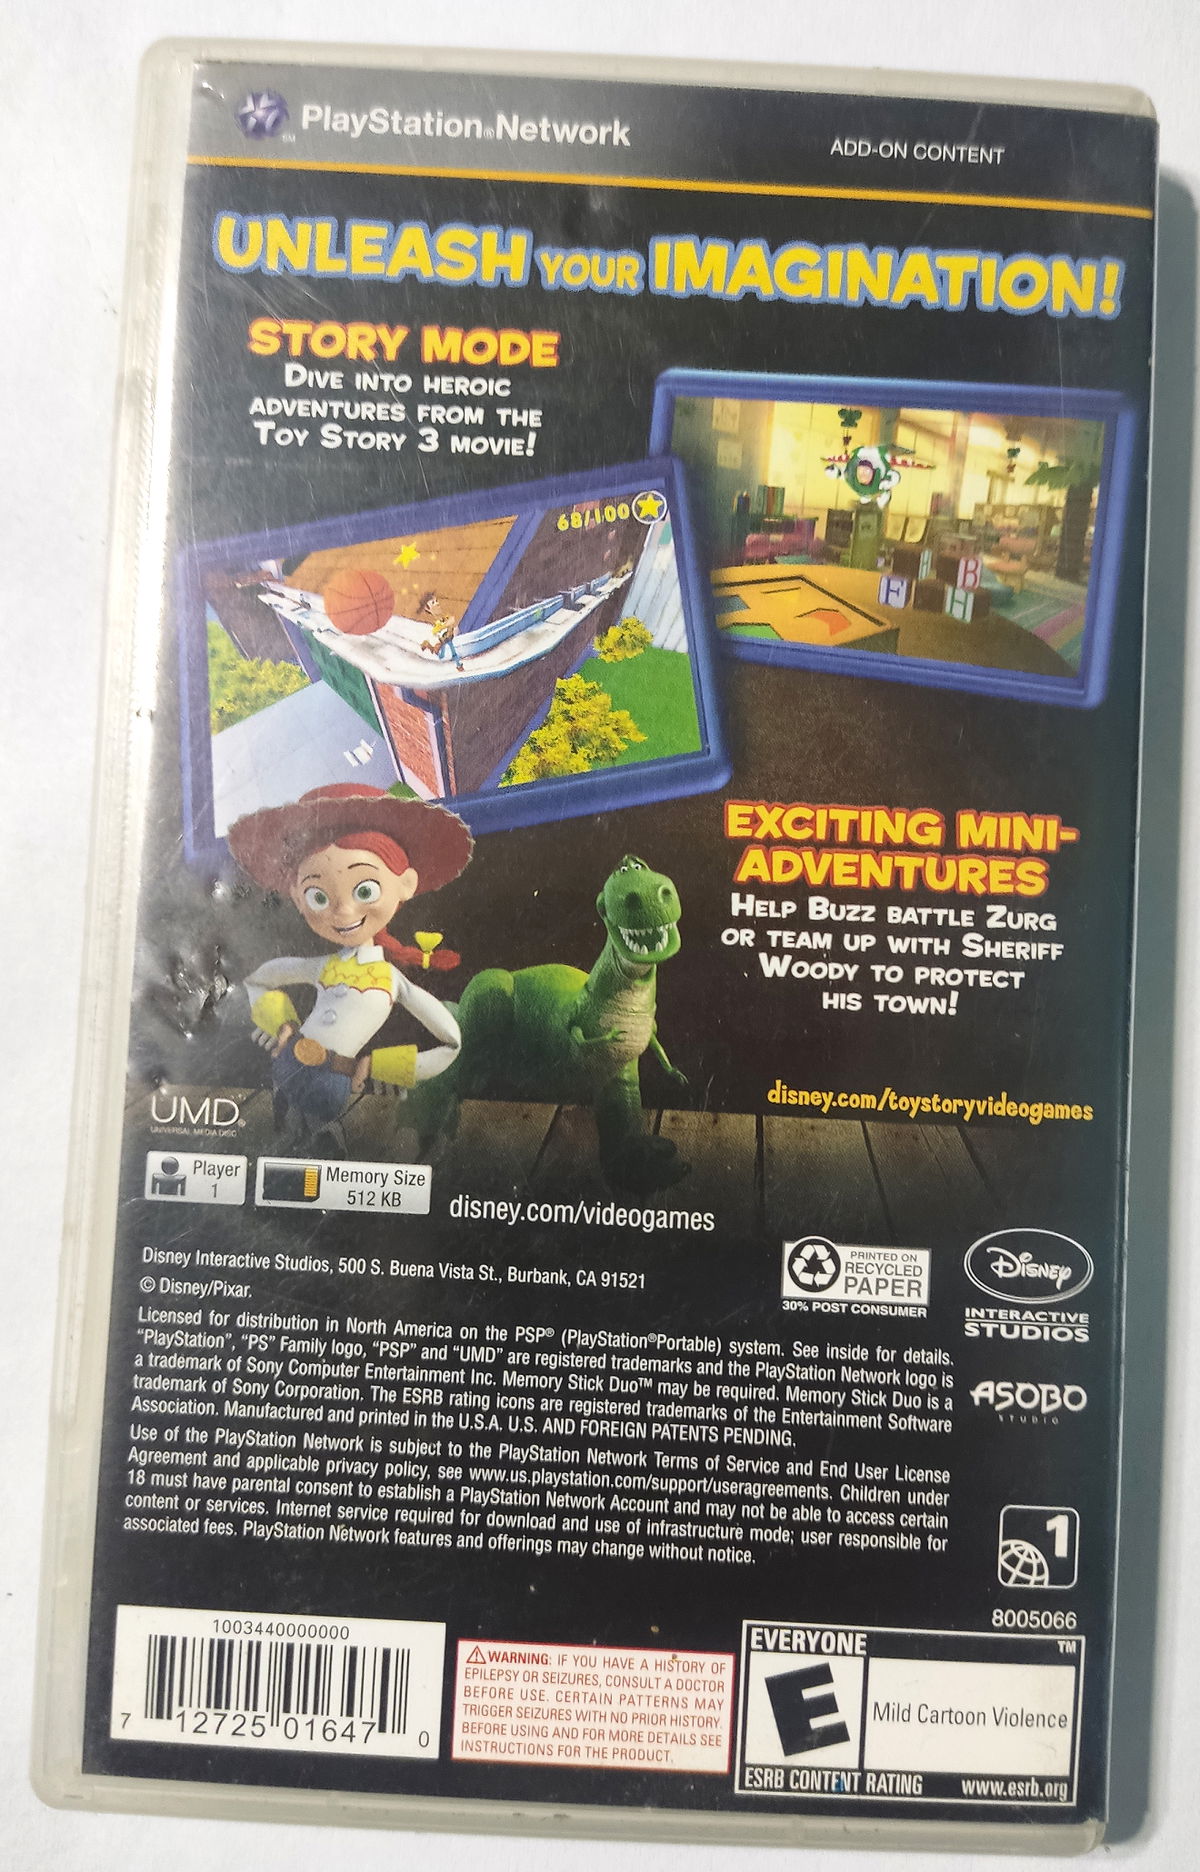 PlayStation®Network
SM
ADD-ON CONTENT
UNLEASH YOUR IMAGINATION!
STORY MODE
DIVE INTO HEROIC
ADVENTURES FROM THE
TOY STORY 3 MOVIE!
68/100
F H B H
EXCITING MINI-
ADVENTURES
HELP BUZZ BATTLE ZURG
OR TEAM UP WITH SHERIFF
WOODY TO PROTECT
HIS TOWN!
disney.com/toystoryvideogames
UMD®
UNIVERSAL MEDIA DISC
Player
1
Memory Size
512 KB
disney.com/videogames
Disney Interactive Studios, 500 S. Buena Vista St., Burbank, CA 91521
© Disney/Pixar.
PRINTED ON
RECYCLED
PAPER
30% POST CONSUMER
Disney
INTERACTIVE
STUDIOS
Licensed for distribution in North America on the PSP® (PlayStation®Portable) system. See inside for details.
"PlayStation", "PS" Family logo, "PSP" and "UMD" are registered trademarks and the PlayStation Network logo is
a trademark of Sony Computer Entertainment Inc. Memory Stick Duo™ may be required. Memory Stick Duo is a
trademark of Sony Corporation. The ESRB rating icons are registered trademarks of the Entertainment Software
Association. Manufactured and printed in the U.S.A. U.S. AND FOREIGN PATENTS PENDING.
ASOBO
STUDIO
Use of the PlayStation Network is subject to the PlayStation Network Terms of Service and End User License
Agreement and applicable privacy policy, see www.us.playstation.com/support/useragreements. Children under
18 must have parental consent to establish a PlayStation Network Account and may not be able to access certain
content or services. Internet service required for download and use of infrastructure mode; user responsible for
associated fees. PlayStation Network features and offerings may change without notice.
1
8005066
1003440000000
7 12725 01647 0
WARNING: IF YOU HAVE A HISTORY OF
EPILEPSY OR SEIZURES, CONSULT A DOCTOR
BEFORE USE. CERTAIN PATTERNS MAY
TRIGGER SEIZURES WITH NO PRIOR HISTORY.
BEFORE USING AND FOR MORE DETAILS SEE
INSTRUCTIONS FOR THE PRODUCT.
EVERYONE
TM
E
Mild Cartoon Violence
ESRB CONTENT RATING www.esrb.org